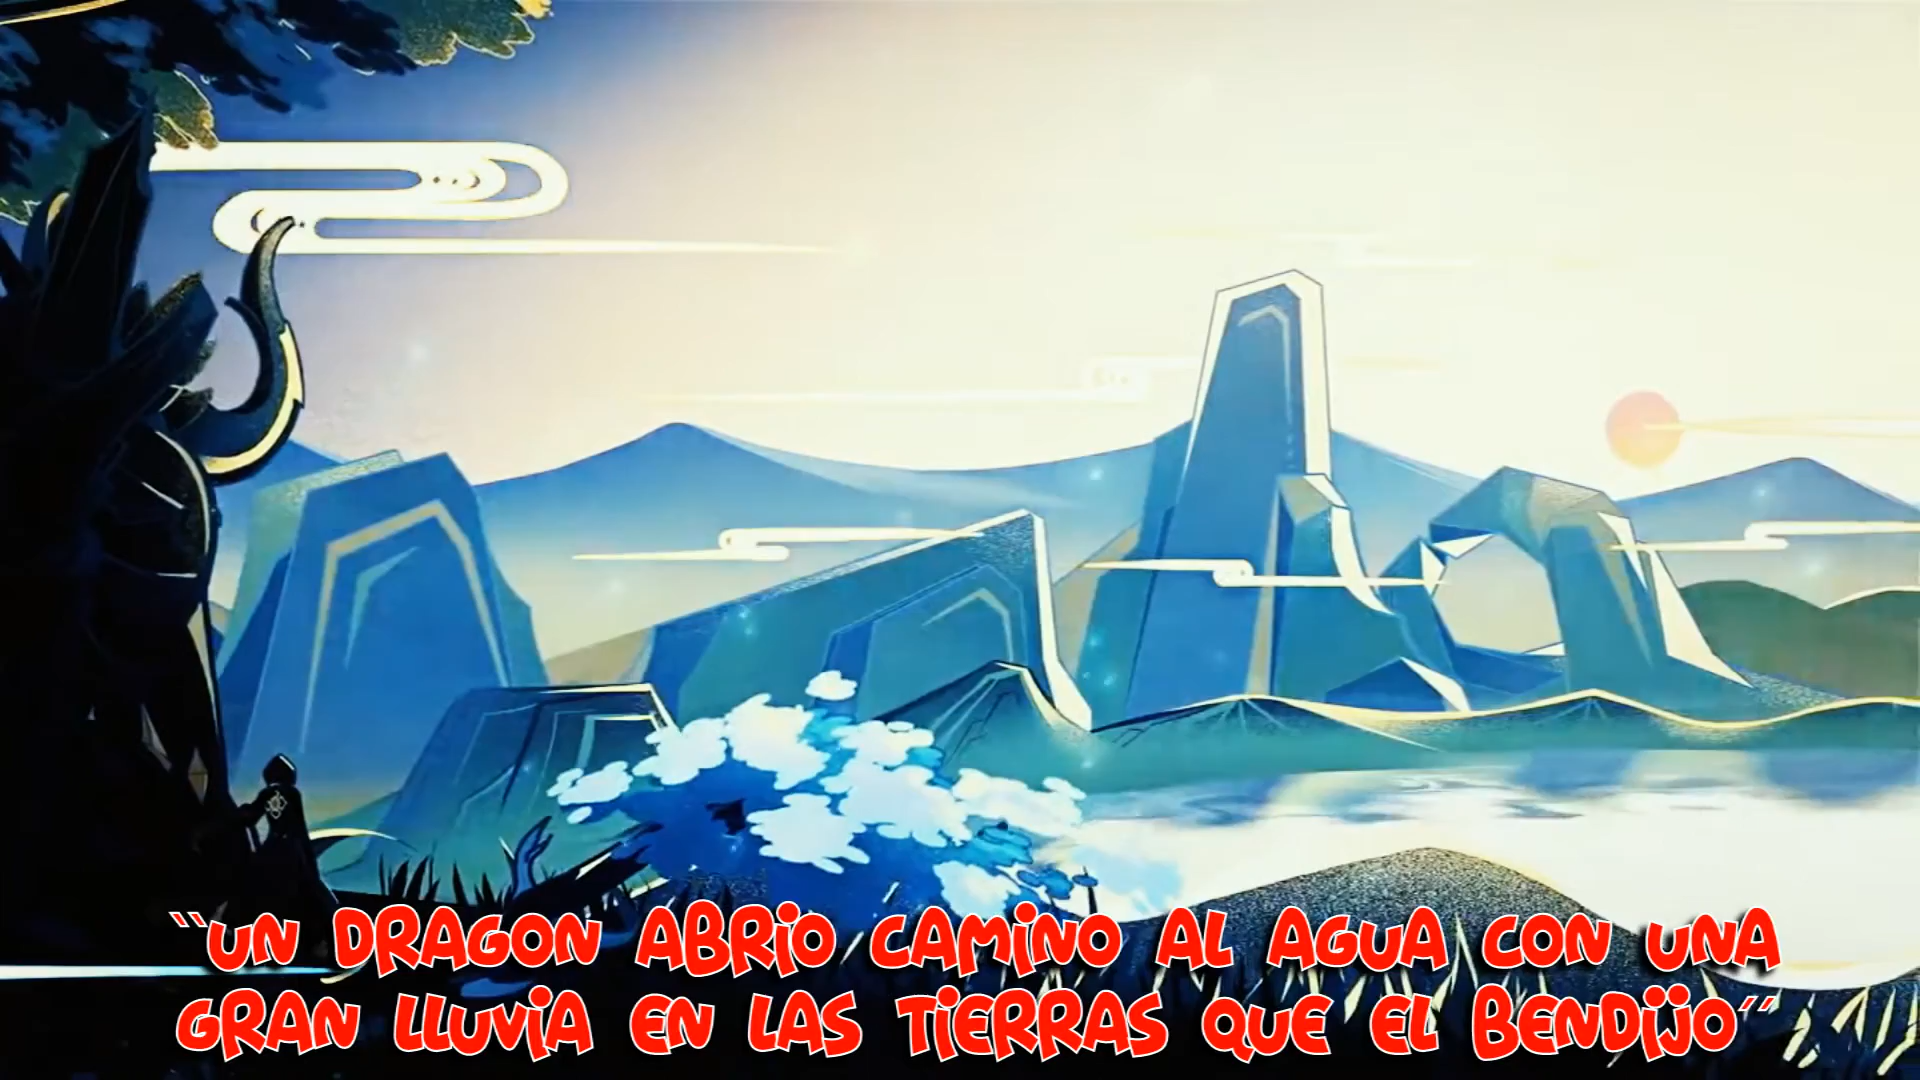 “UN DRAGON ABRIO CAMINO AL AGUA CON UNA
GRAN LLUVIA EN LAS TIERRAS QUE EL BENDIJO”